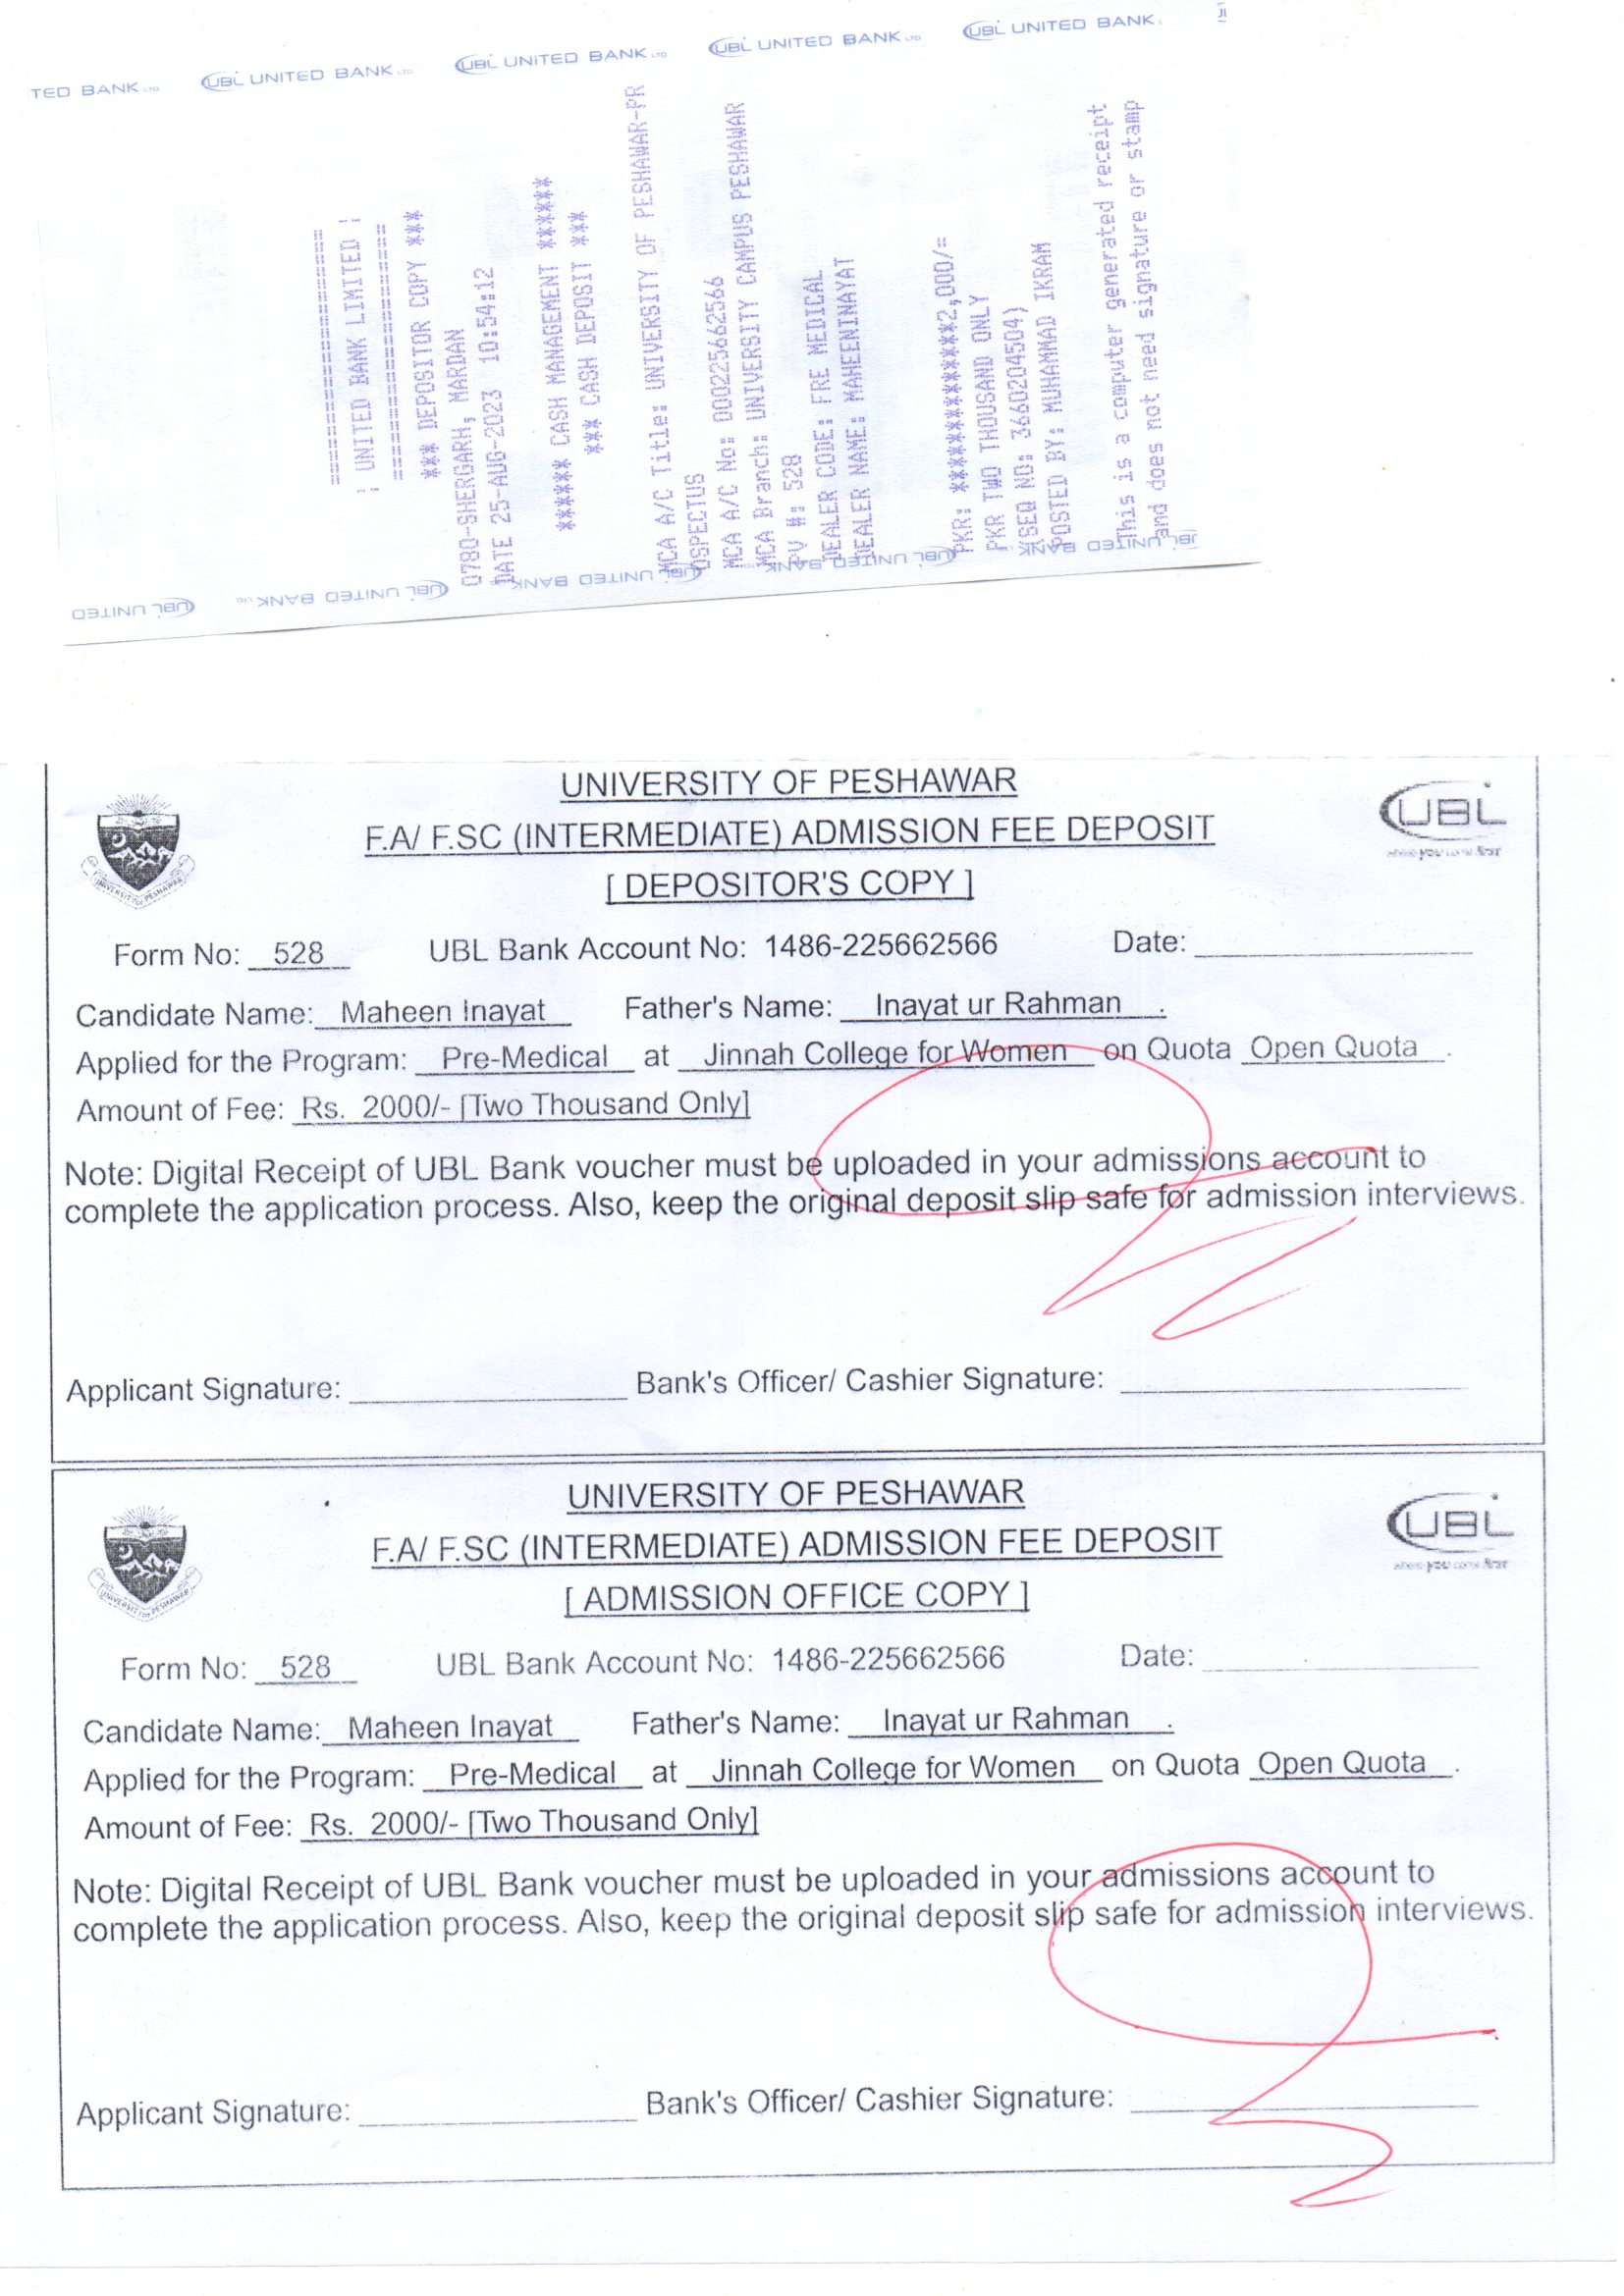 TED BANK LTD UBL UNITED BANK LTD UBL UNITED BANK LTD UBL UNITED BANK LTD UBL UNITED BANK
======================
: UNITED BANK LIMITED :
======================
*** DEPOSITOR COPY ***
0780-SHERGARH, MARDAN
DATE 25-AUG-2023 10:54:12
****** CASH MANAGEMENT ******
*** CASH DEPOSIT ***
MCA A/C Title: UNIVERSITY OF PESHAWAR-PR
OSPECTUS
MCA A/C No: 000225662566
MCA Branch: UNIVERSITY CAMPUS PESHAWAR
PV #: 528
DEALER CODE: FRE MEDICAL
DEALER NAME: MAHEENINAYAT
PKR: *************2,000/=
PKR TWO THOUSAND ONLY
(SEQ NO: 3660204504)
POSTED BY: MUHAMMAD IKRAM
This is a computer generated receipt
and does not need signature or stamp
UBL UNITED BANK UBL UNITED BANK UBL UNITED BANK LTD UBL UNITED BANK LTD UBL UNITED
UNIVERSITY OF PESHAWAR
F.A/ F.SC (INTERMEDIATE) ADMISSION FEE DEPOSIT
[ DEPOSITOR'S COPY ]
UNIVERSITY OF PESHAWAR
UBL
where you come first
Form No: 528 UBL Bank Account No: 1486-225662566 Date:
Candidate Name: Maheen Inayat Father's Name: Inayat ur Rahman .
Applied for the Program: Pre-Medical at Jinnah College for Women on Quota Open Quota .
Amount of Fee: Rs. 2000/- [Two Thousand Only]
Note: Digital Receipt of UBL Bank voucher must be uploaded in your admissions account to
complete the application process. Also, keep the original deposit slip safe for admission interviews.
Applicant Signature: Bank's Officer/ Cashier Signature:
UNIVERSITY OF PESHAWAR
F.A/ F.SC (INTERMEDIATE) ADMISSION FEE DEPOSIT
[ ADMISSION OFFICE COPY ]
UNIVERSITY OF PESHAWAR
UBL
where you come first
Form No: 528 UBL Bank Account No: 1486-225662566 Date:
Candidate Name: Maheen Inayat Father's Name: Inayat ur Rahman .
Applied for the Program: Pre-Medical at Jinnah College for Women on Quota Open Quota .
Amount of Fee: Rs. 2000/- [Two Thousand Only]
Note: Digital Receipt of UBL Bank voucher must be uploaded in your admissions account to
complete the application process. Also, keep the original deposit slip safe for admission interviews.
Applicant Signature: Bank's Officer/ Cashier Signature: